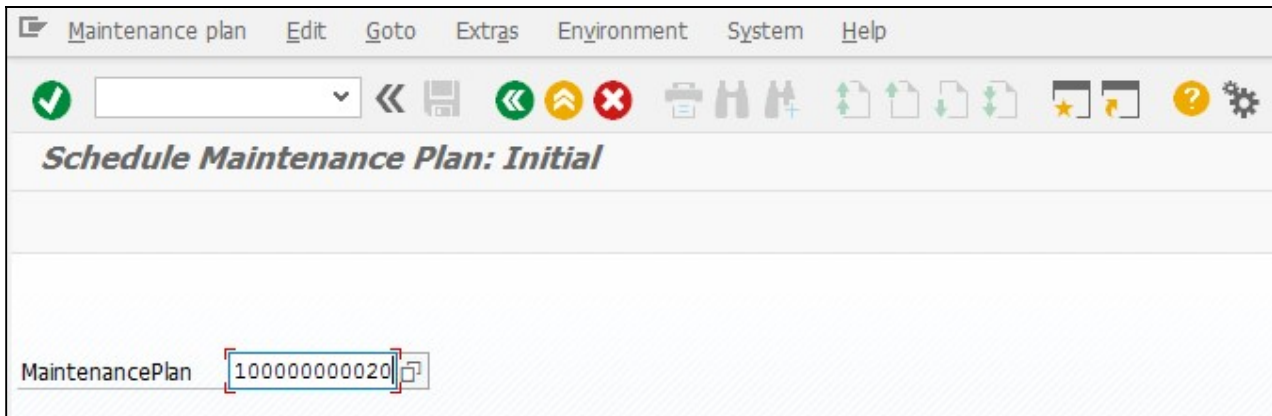 Maintenance plan Edit Goto Extras Environment System Help
Schedule Maintenance Plan: Initial
MaintenancePlan 100000000020